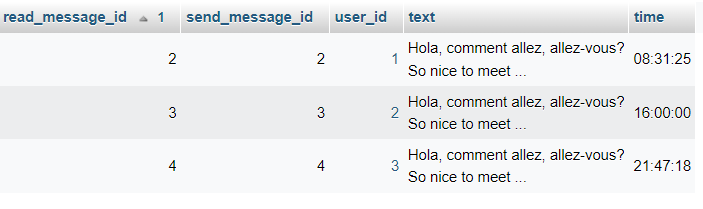 read_message_id 1 send_message_id user_id text time
2 2 1 Hola, comment allez, allez-vous? 08:31:25
So nice to meet ...
3 3 2 Hola, comment allez, allez-vous? 16:00:00
So nice to meet ...
4 4 3 Hola, comment allez, allez-vous? 21:47:18
So nice to meet ...